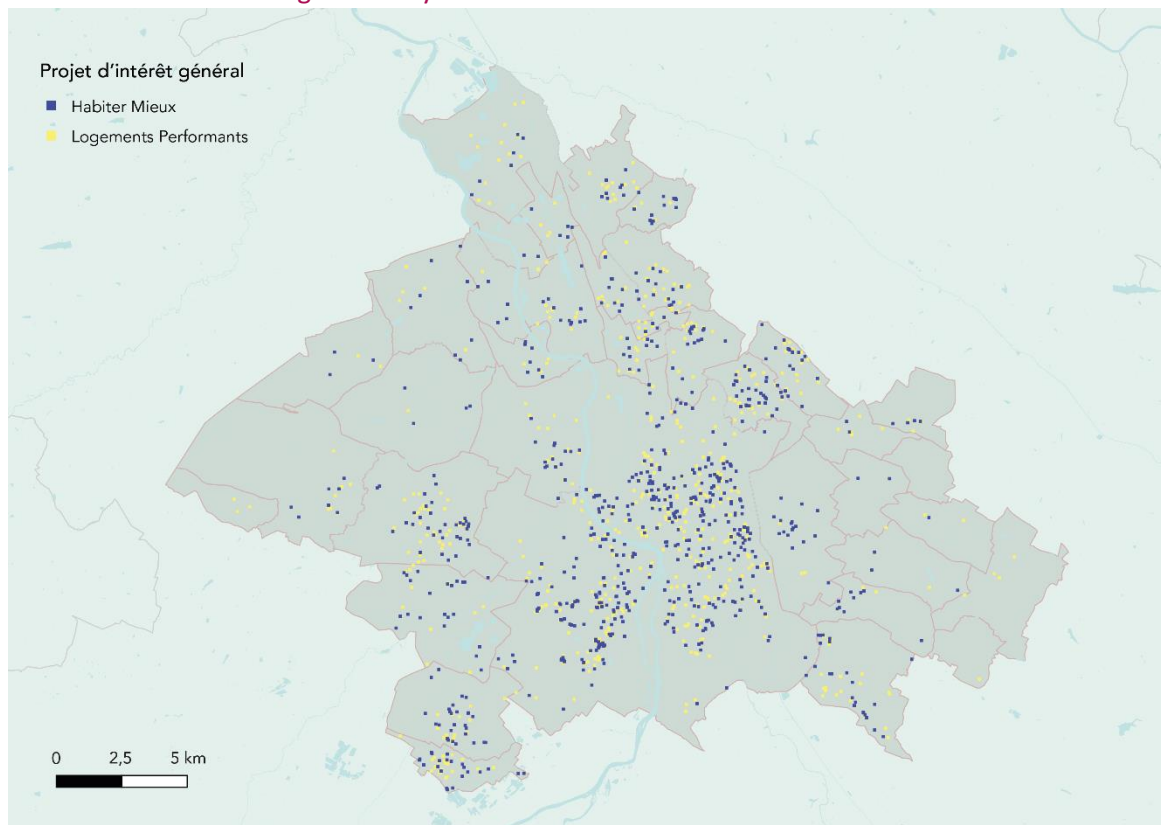 Projet d'intérêt général
Habiter Mieux
Logements Performants
0 2,5 5 km